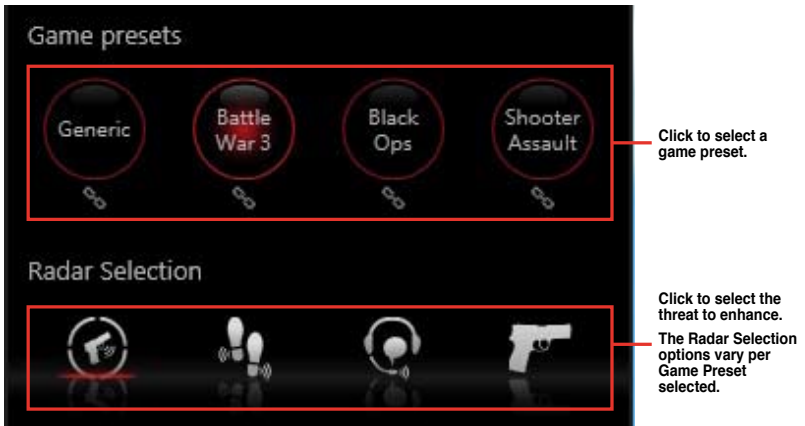 Game presets
Generic
Battle
War 3
Black
Ops
Shooter
Assault
Click to select a
game preset.
Radar Selection
Click to select the
threat to enhance.
The Radar Selection
options vary per
Game Preset
selected.